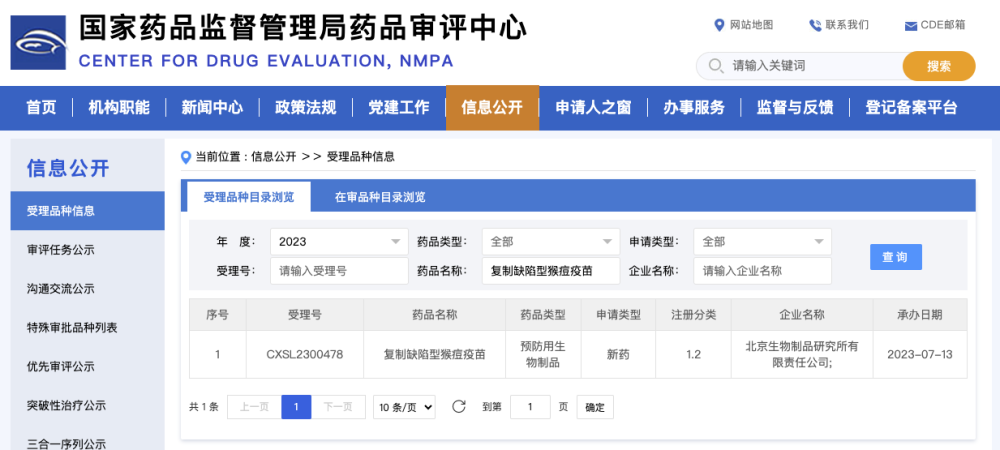 国家药品监督管理局药品审评中心
CENTER FOR DRUG EVALUATION, NMPA
网站地图 联系我们 CDE邮箱
请输入关键词 搜索
首页 机构职能 新闻中心 政策法规 党建工作 信息公开 申请人之窗 办事服务 监督与反馈 登记备案平台
信息公开
受理品种信息
审评任务公示
沟通交流公示
特殊审批品种列表
优先审评公示
突破性治疗公示
三合一序列公示
当前位置：信息公开 >> 受理品种信息
受理品种目录浏览 在审品种目录浏览
年 度： 2023 药品类型： 全部 申请类型： 全部
受理号： 请输入受理号 药品名称： 复制缺陷型猴痘疫苗 企业名称： 请输入企业名称
查询
序号 受理号 药品名称 药品类型 申请类型 注册分类 企业名称 承办日期
1 CXSL2300478 复制缺陷型猴痘疫苗 预防用生物制品 新药 1.2 北京生物制品研究所有限责任公司; 2023-07-13
共 1 条 上一页 1 下一页 10 条/页 到第 1 页 确定